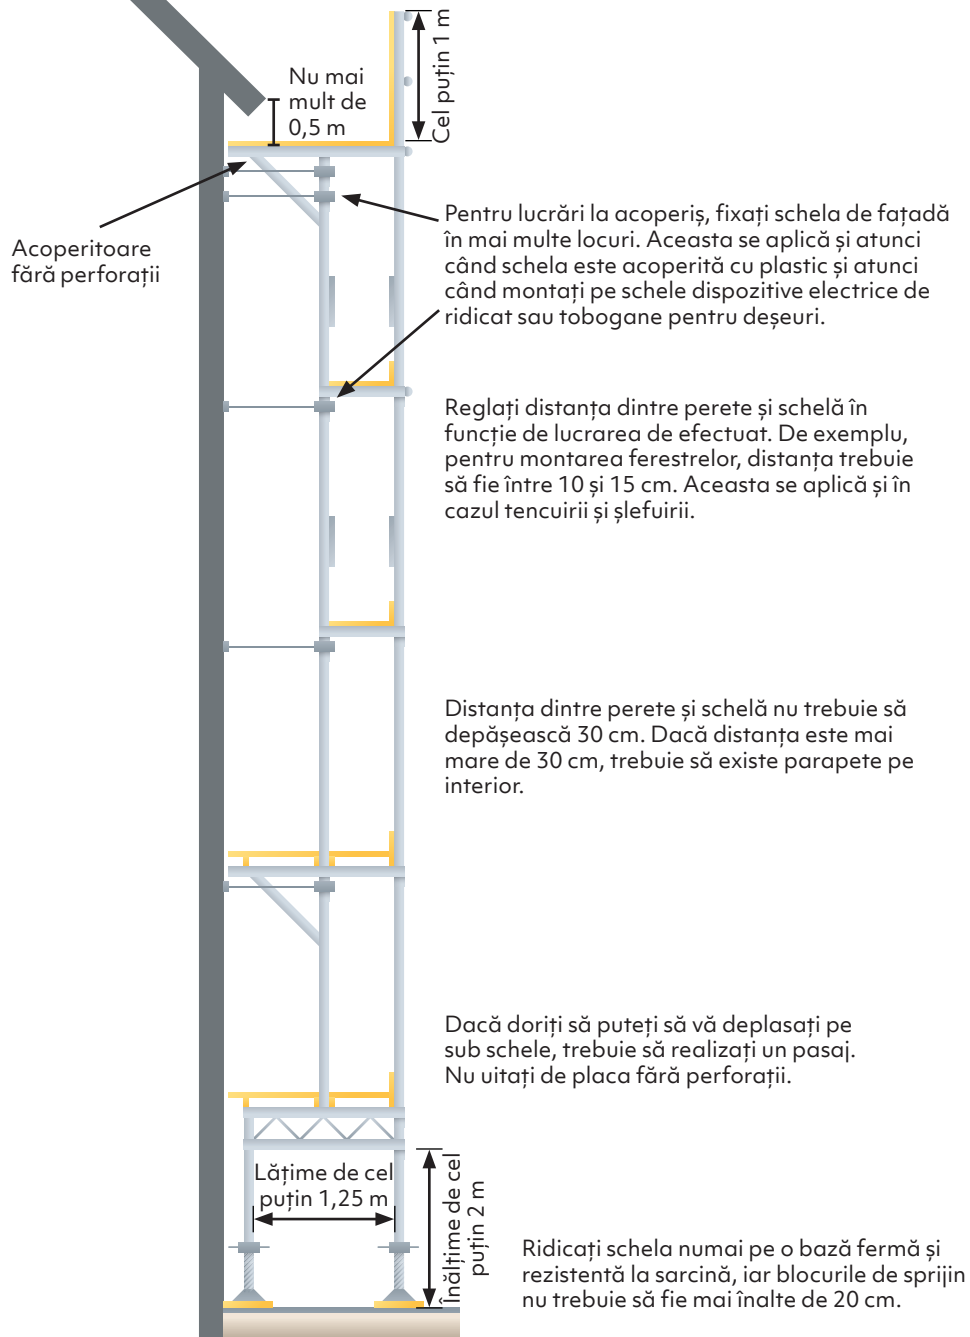 Cel puțin 1 m
Nu mai
mult de
0,5 m
Acoperitoare
fără perforații
Pentru lucrări la acoperiș, fixați schela de fațadă
în mai multe locuri. Aceasta se aplică și atunci
când schela este acoperită cu plastic și atunci
când montați pe schele dispozitive electrice de
ridicat sau tobogane pentru deșeuri.
Reglați distanța dintre perete și schelă în
funcție de lucrarea de efectuat. De exemplu,
pentru montarea ferestrelor, distanța trebuie
să fie între 10 și 15 cm. Aceasta se aplică și în
cazul tencuirii și șlefuirii.
Distanța dintre perete și schelă nu trebuie să
depășească 30 cm. Dacă distanța este mai
mare de 30 cm, trebuie să existe parapete pe
interior.
Dacă doriți să puteți să vă deplasați pe
sub schele, trebuie să realizați un pasaj.
Nu uitați de placa fără perforații.
Lățime de cel
puțin 1,25 m
Înălțime de cel
puțin 2 m
Ridicați schela numai pe o bază fermă și
rezistentă la sarcină, iar blocurile de sprijin
nu trebuie să fie mai înalte de 20 cm.